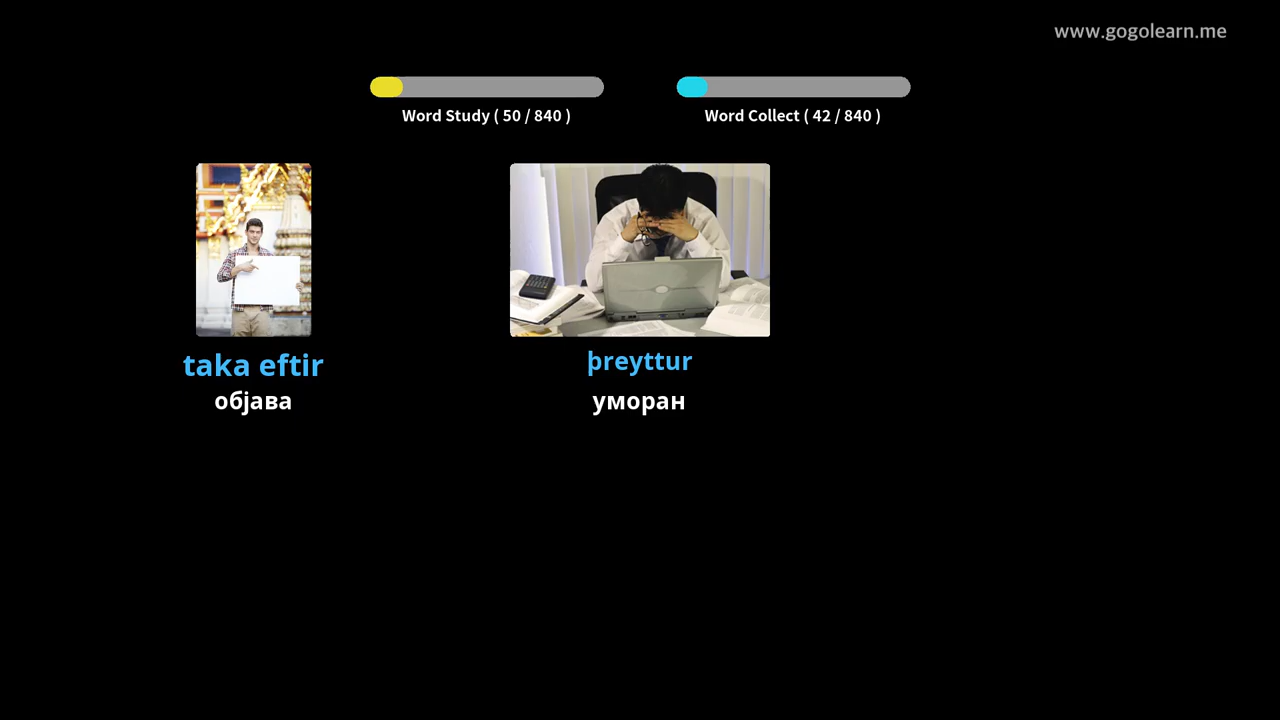 www.gogolearn.me
Word Study ( 50 / 840 )
Word Collect ( 42 / 840 )
taka eftir
објава
þreyttur
уморан